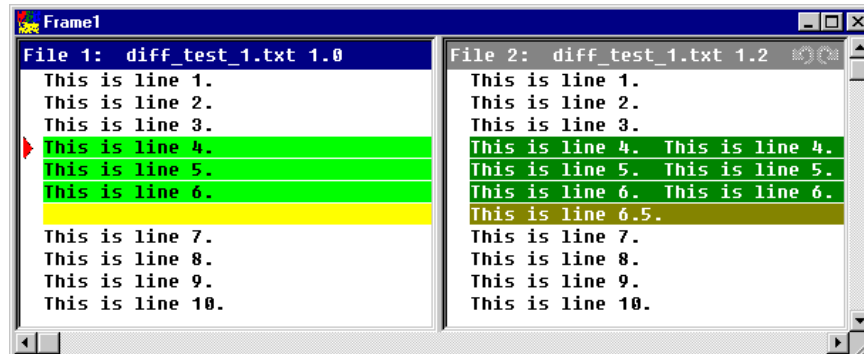 Frame1
File 1: diff_test_1.txt 1.0
This is line 1.
This is line 2.
This is line 3.
This is line 4.
This is line 5.
This is line 6.
This is line 7.
This is line 8.
This is line 9.
This is line 10.
File 2: diff_test_1.txt 1.2
This is line 1.
This is line 2.
This is line 3.
This is line 4. This is line 4.
This is line 5. This is line 5.
This is line 6. This is line 6.
This is line 6.5.
This is line 7.
This is line 8.
This is line 9.
This is line 10.